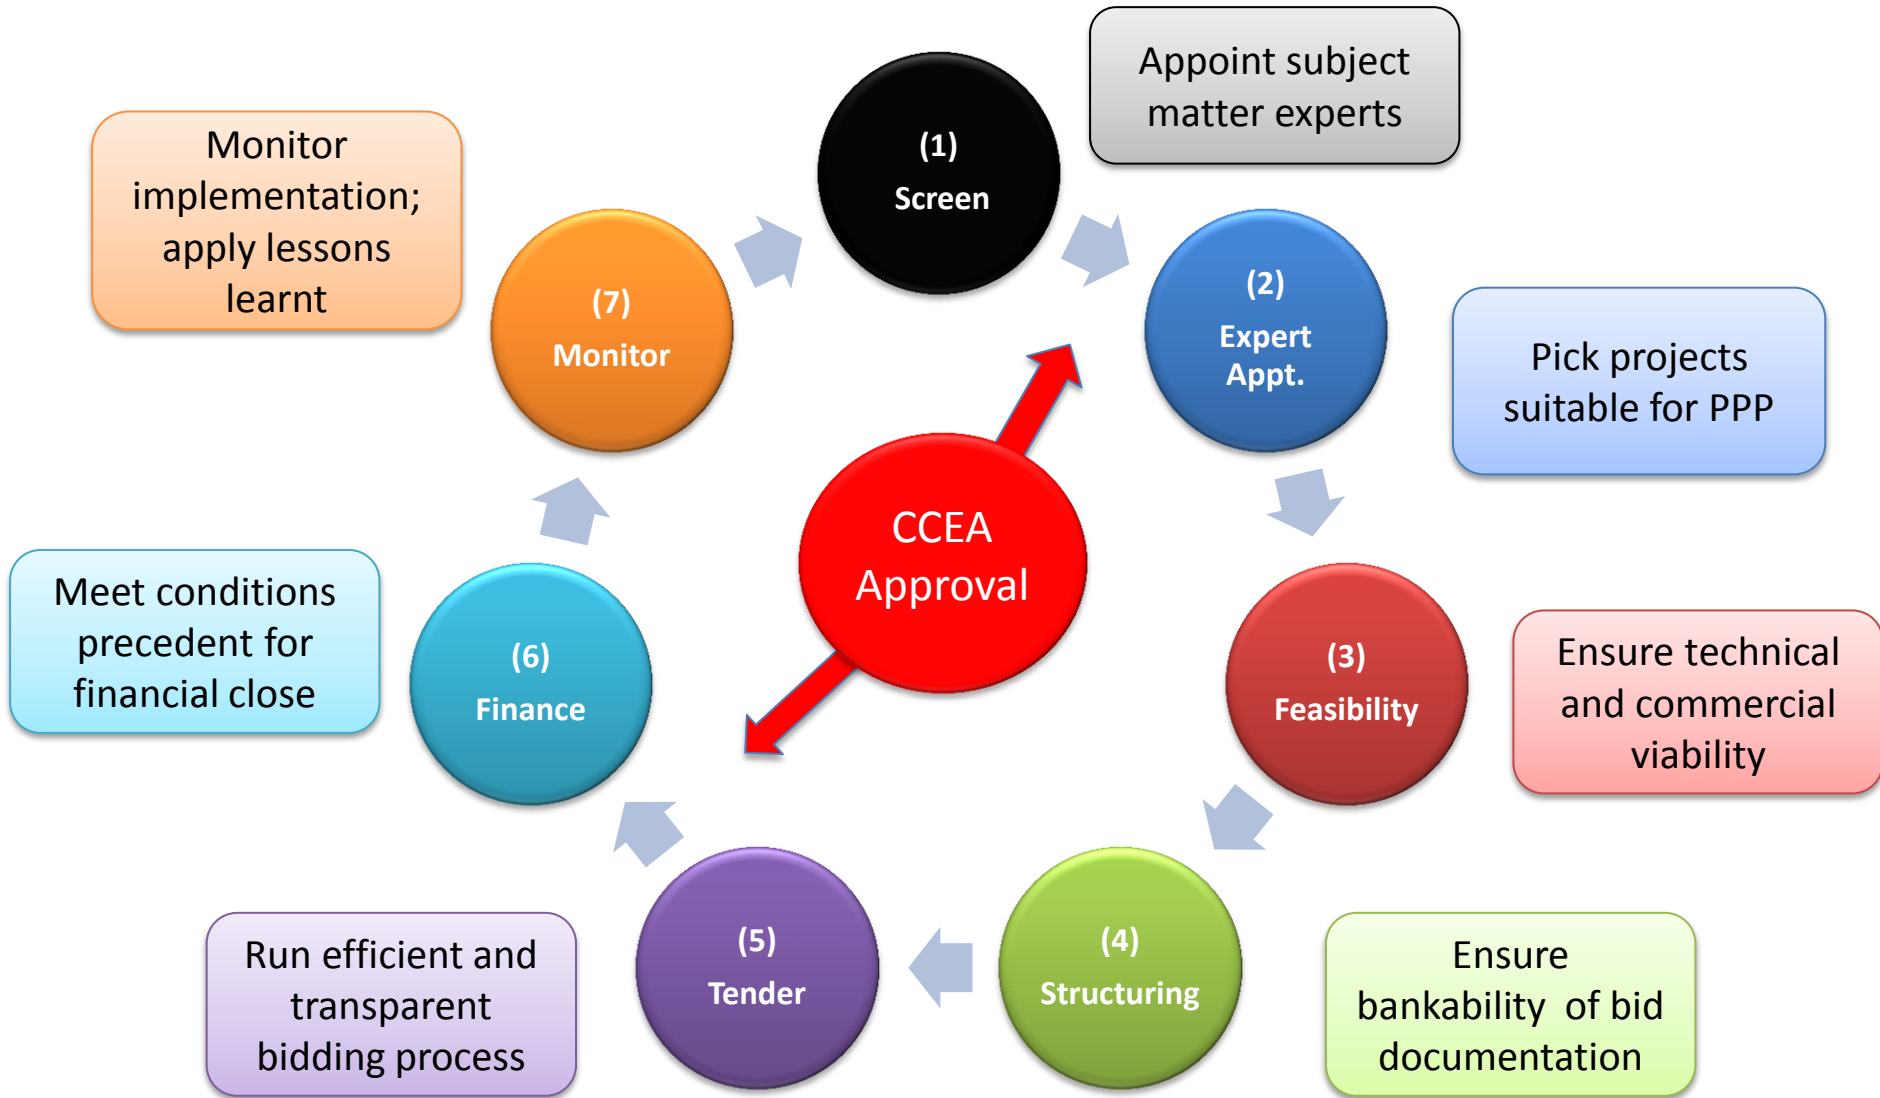 (1)
Screen
Appoint subject
matter experts
(2)
Expert
Appt.
Pick projects
suitable for PPP
(3)
Feasibility
Ensure technical
and commercial
viability
(4)
Structuring
Ensure
bankability  of bid
documentation
(5)
Tender
Run efficient and
transparent
bidding process
(6)
Finance
Meet conditions
precedent for
financial close
(7)
Monitor
Monitor
implementation;
apply lessons
learnt
CCEA
Approval